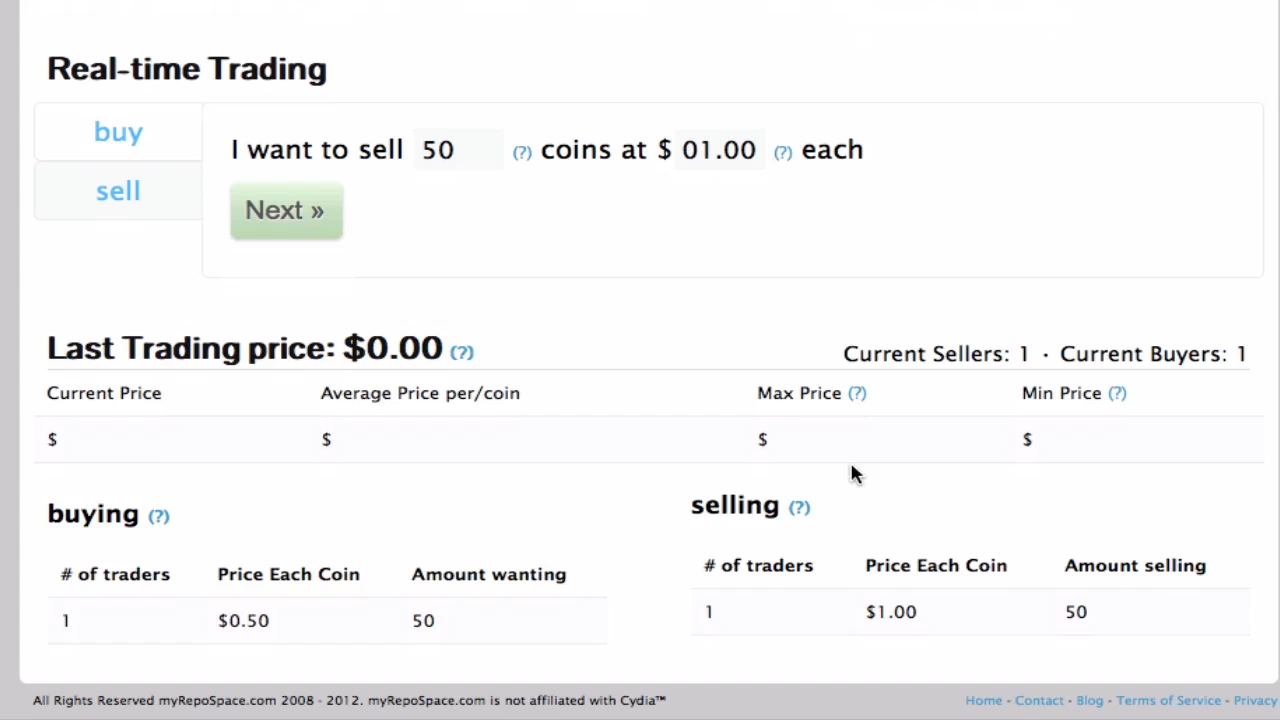 Real-time Trading
buy
I want to sell 50 (?) coins at $ 01.00 (?) each
sell
Next »
Last Trading price: $0.00 (?)
Current Sellers: 1 · Current Buyers: 1
Current Price Average Price per/coin Max Price (?) Min Price (?)
$ $ $ $
buying (?)
# of traders Price Each Coin Amount wanting
1 $0.50 50
selling (?)
# of traders Price Each Coin Amount selling
1 $1.00 50
All Rights Reserved myRepoSpace.com 2008 - 2012. myRepoSpace.com is not affiliated with Cydia™
Home - Contact - Blog - Terms of Service - Privacy